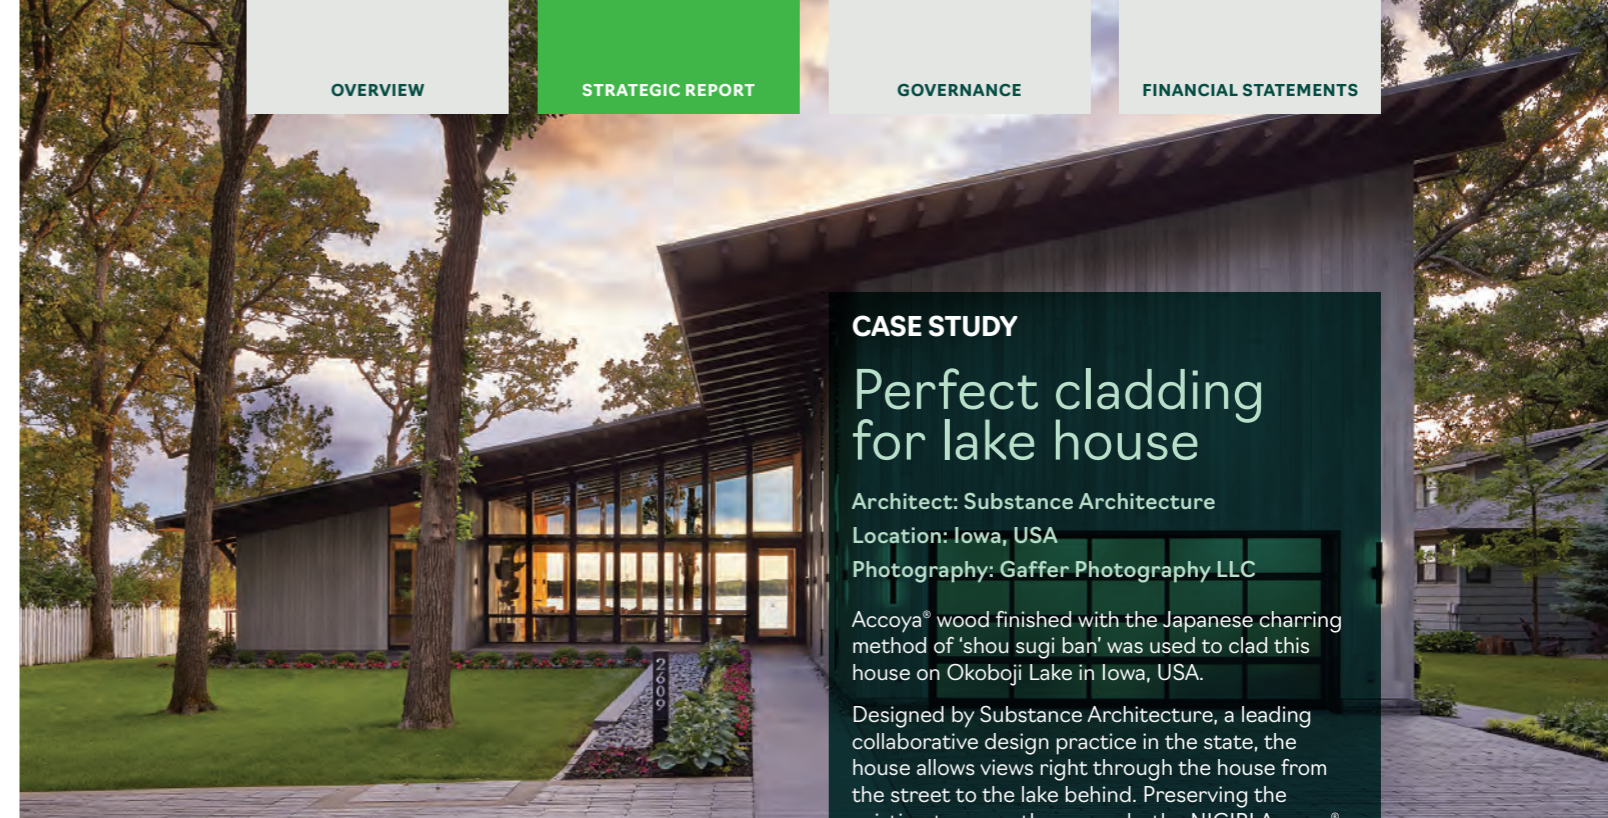 OVERVIEW
STRATEGIC REPORT
GOVERNANCE
FINANCIAL STATEMENTS
CASE STUDY
Perfect cladding
for lake house
Architect: Substance Architecture
Location: Iowa, USA
Photography: Gaffer Photography LLC
Accoya® wood finished with the Japanese charring
method of ‘shou sugi ban’ was used to clad this
house on Okoboji Lake in Iowa, USA.
Designed by Substance Architecture, a leading
collaborative design practice in the state, the
house allows views right through the house from
the street to the lake behind. Preserving the
2609